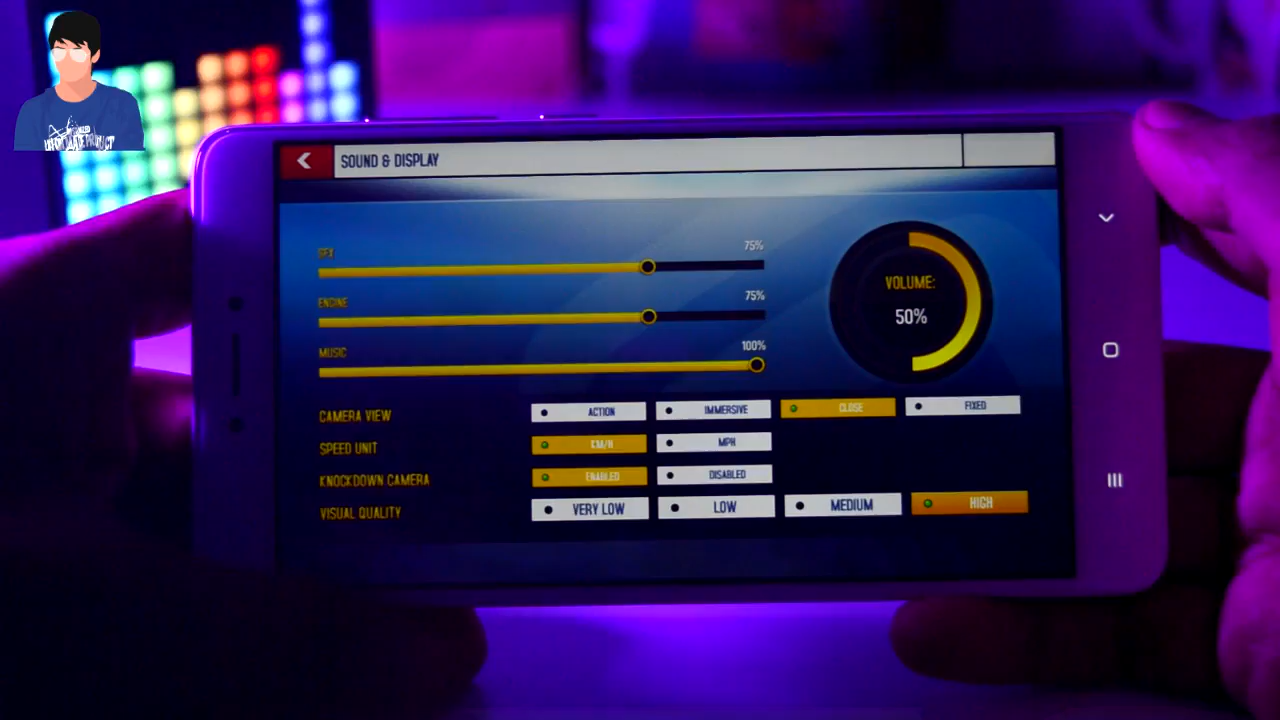 SOUND & DISPLAY
SFX
75%
ENGINE
75%
MUSIC
100%
VOLUME:
50%
CAMERA VIEW
ACTION
IMMERSIVE
CLOSE
FIXED
SPEED UNIT
KM/H
MPH
KNOCKDOWN CAMERA
ENABLED
DISABLED
VISUAL QUALITY
VERY LOW
LOW
MEDIUM
HIGH